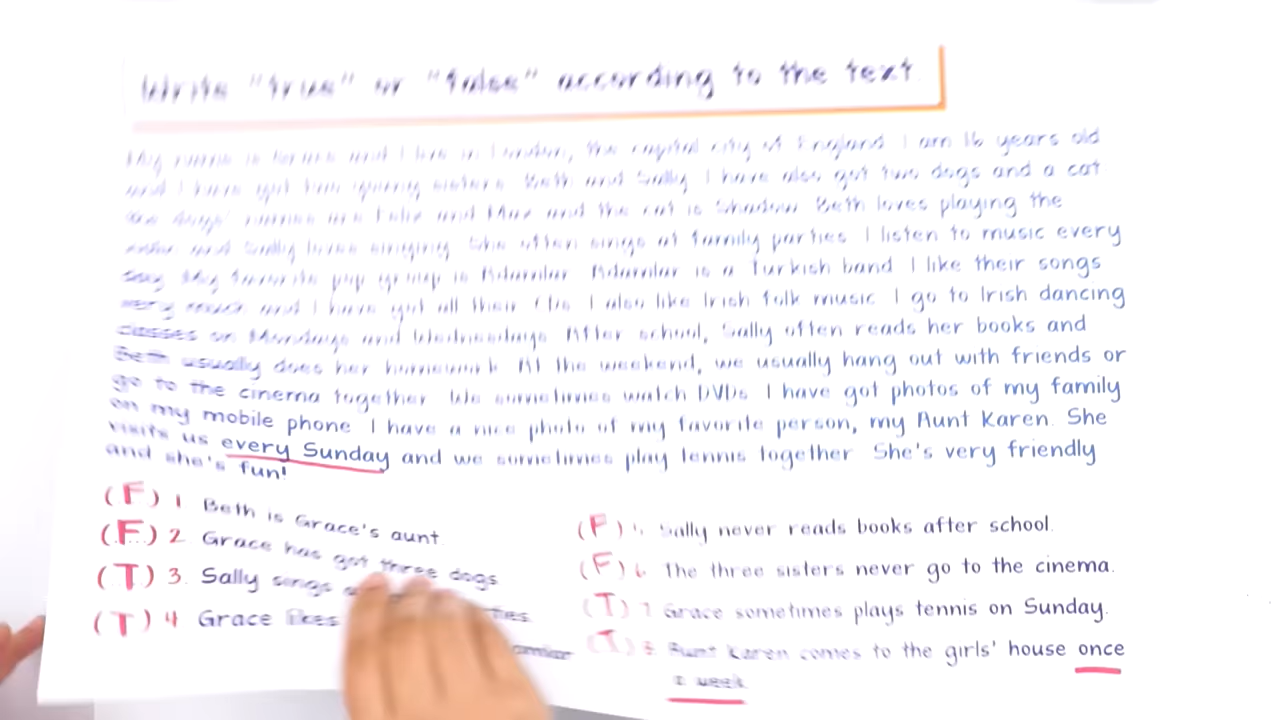 Write "true" or "false" according to the text
My name is Grace and I live in London, the capital city of England I am 16 years old
and I have got two young sisters Beth and Sally I have also got two dogs and a cat
names are and Max and the cat is Shadow Beth loves playing the
and Sally loves singing She often sings at family parties I listen to music every
day My favorite pop group is is a Turkish band I like their songs
very much and I have got all their I also like Irish folk music I go to Irish dancing
classes on Mondays and Wednesdays After school, Sally often reads her books and
Beth usually does her homework At the weekend, we usually hang out with friends or
go to the cinema together We sometimes watch DVDs I have got photos of my family
on my mobile phone I have a nice photo of my favorite person, my Aunt Karen. She
visits us every Sunday and we sometimes play tennis together She's very friendly
and she's fun!
(F) 1 Beth is Grace's aunt.
(F) 2 Grace has got three dogs
(T) 3. Sally sings
(T) 4 Grace likes
(F) Sally never reads books after school.
(F) 6 The three sisters never go to the cinema.
(T) 7 Grace sometimes plays tennis on Sunday.
(T) 8 Aunt Karen comes to the girls' house once
a week